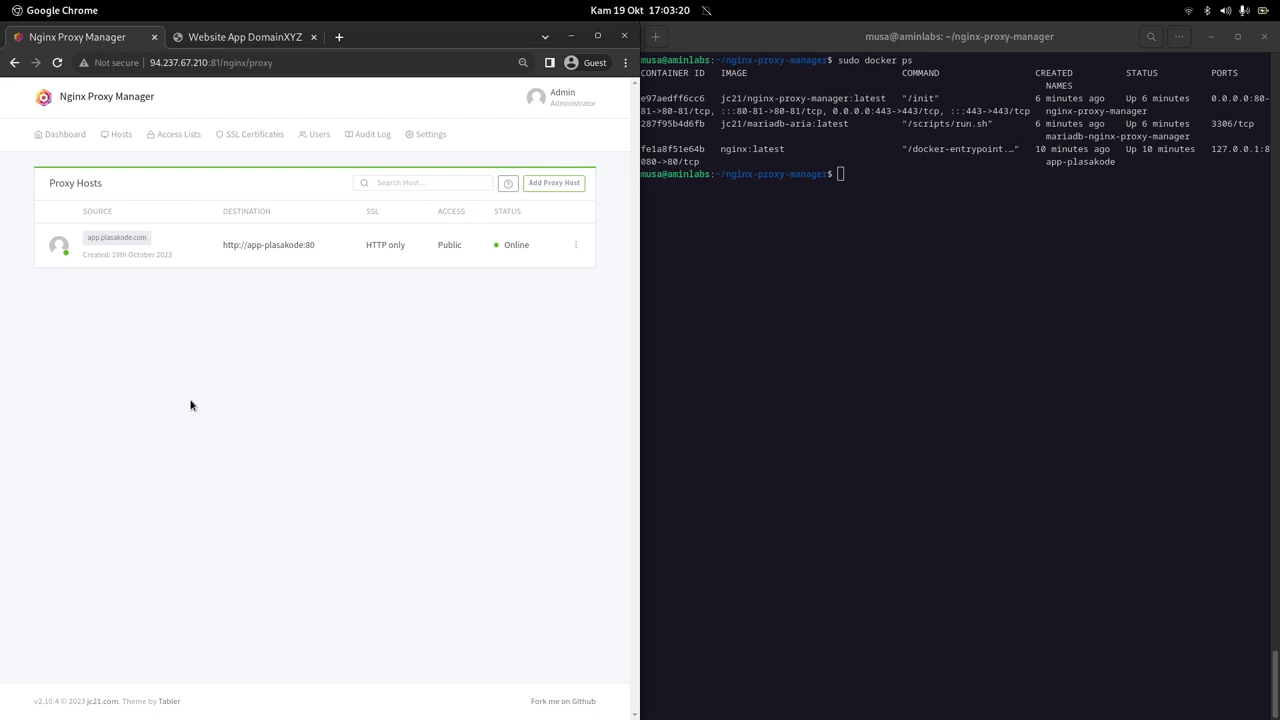 Google Chrome
Kam 19 Okt 17:03:20
Nginx Proxy Manager
Website App DomainXYZ
Not secure
94.237.67.210:81/nginx/proxy
Guest
Nginx Proxy Manager
Admin
Administrator
Dashboard Hosts Access Lists SSL Certificates Users Audit Log Settings
Proxy Hosts
Search Host…
Add Proxy Host
SOURCE DESTINATION SSL ACCESS STATUS
app.plasakode.com
http://app-plasakode:80 HTTP only Public Online
Created: 19th October 2023
v2.10.4 © 2023 jc21.com. Theme by Tabler
Fork me on Github
musa@aminlabs: ~/nginx-proxy-manager
musa@aminlabs:~/nginx-proxy-manager$ sudo docker ps
CONTAINER ID IMAGE COMMAND CREATED STATUS PORTS
NAMES
e97aedff6cc6 jc21/nginx-proxy-manager:latest "/init" 6 minutes ago Up 6 minutes 0.0.0.0:80-
81->80-81/tcp, :::80-81->80-81/tcp, 0.0.0.0:443->443/tcp, :::443->443/tcp nginx-proxy-manager
287f95b4d6fb jc21/mariadb-aria:latest "/scripts/run.sh" 6 minutes ago Up 6 minutes 3306/tcp
mariadb-nginx-proxy-manager
fe1a8f51e64b nginx:latest "/docker-entrypoint.…" 10 minutes ago Up 10 minutes 127.0.0.1:8
080->80/tcp app-plasakode
musa@aminlabs:~/nginx-proxy-manager$